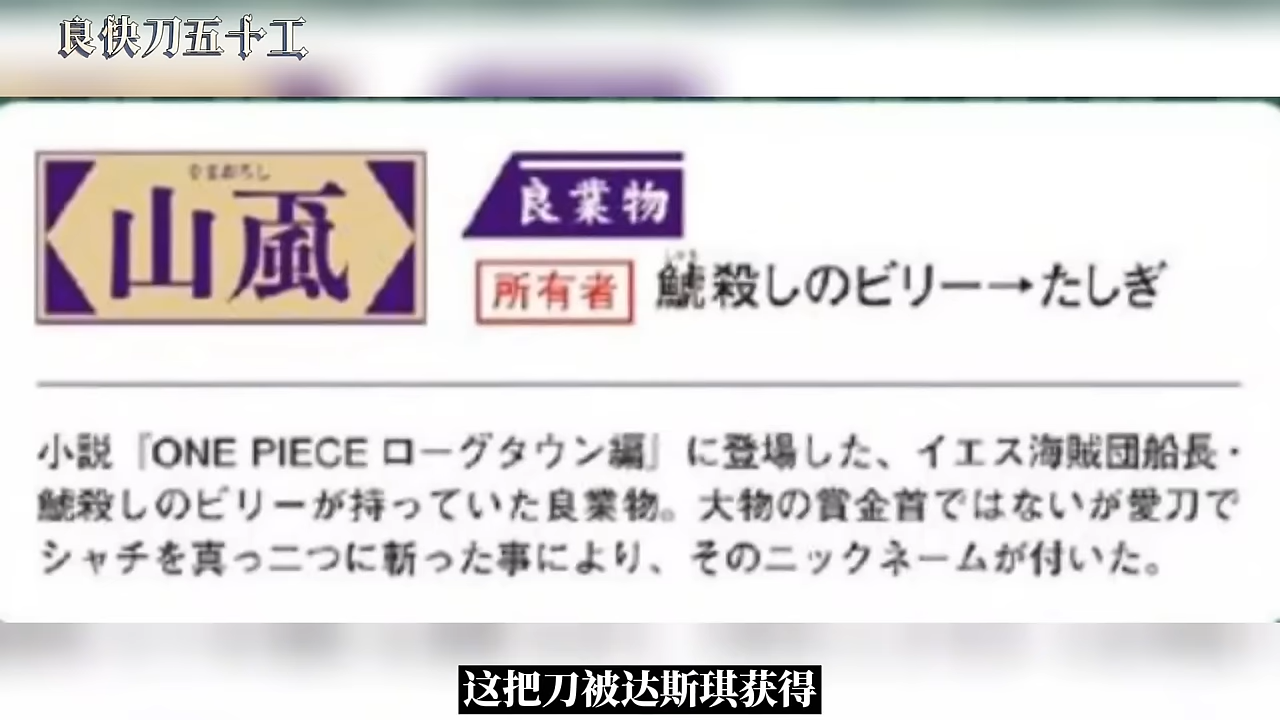 良快刀五十工
やまおろし
山颪
良業物
所有者
しゃち
鯱殺しのビリー→たしぎ
小説『ONE PIECE ローグタウン編』に登場した、イエス海賊団船長・
鯱殺しのビリーが持っていた良業物。大物の賞金首ではないが愛刀で
シャチを真っ二つに斬った事により、そのニックネームが付いた。
这把刀被达斯琪获得